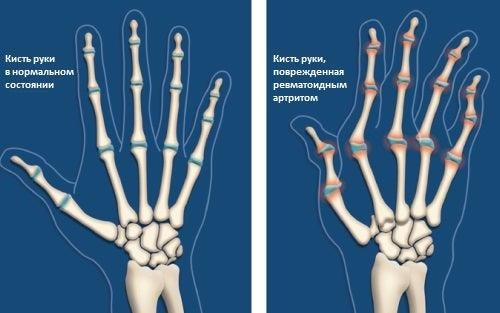 Кисть руки
в нормальном
состоянии
Кисть руки,
поврежденная
ревматоидным
артритом